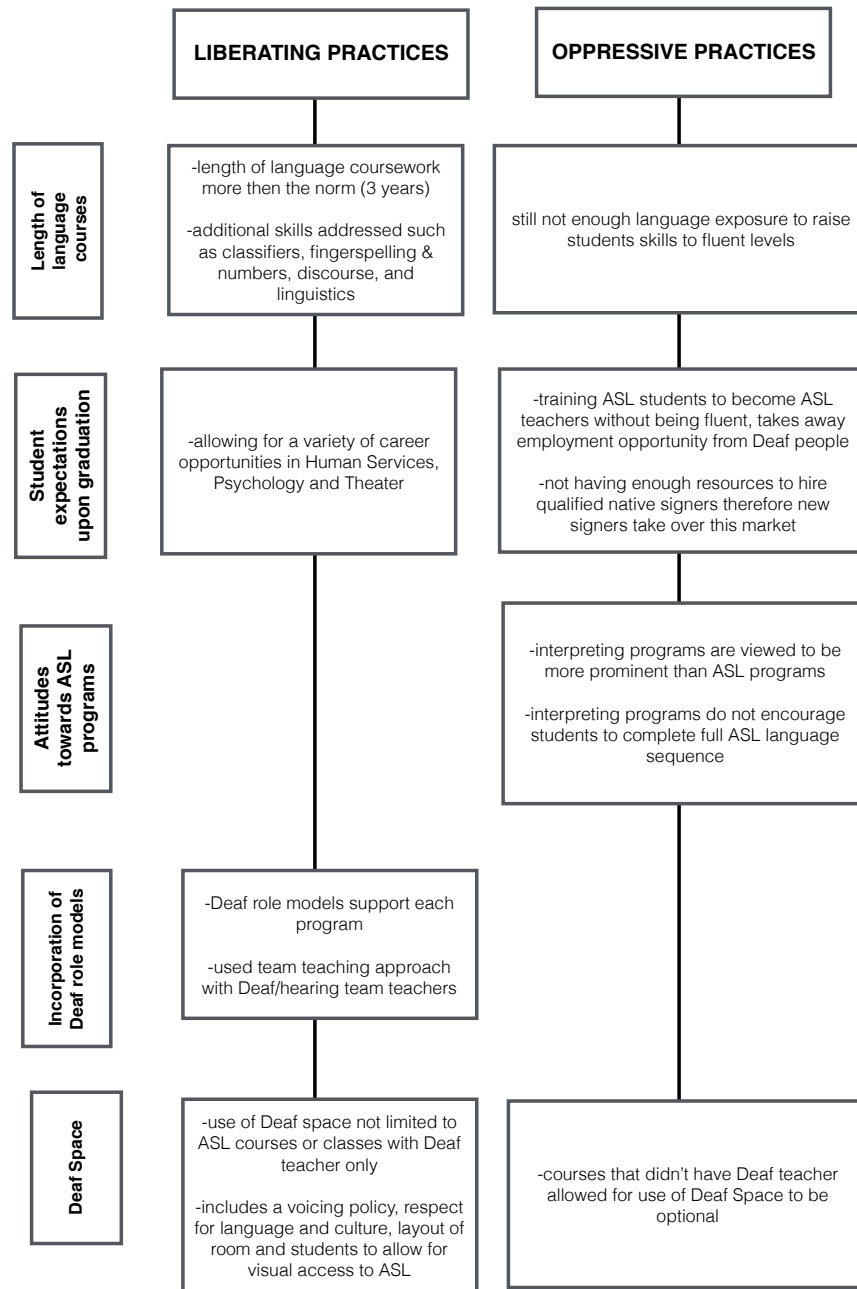 LIBERATING PRACTICES
OPPRESSIVE PRACTICES
Length of
language
courses
-length of language coursework
more then the norm (3 years)
-additional skills addressed such
as classifiers, fingerspelling &
numbers, discourse, and
linguistics
still not enough language exposure to raise
students skills to fluent levels
Student
expectations
upon graduation
-allowing for a variety of career
opportunities in Human Services,
Psychology and Theater
-training ASL students to become ASL
teachers without being fluent, takes away
employment opportunity from Deaf people
-not having enough resources to hire
qualified native signers therefore new
signers take over this market
Attitudes
towards ASL
programs
-interpreting programs are viewed to be
more prominent than ASL programs
-interpreting programs do not encourage
students to complete full ASL language
sequence
Incorporation of
Deaf role models
-Deaf role models support each
program
-used team teaching approach
with Deaf/hearing team teachers
Deaf Space
-use of Deaf space not limited to
ASL courses or classes with Deaf
teacher only
-includes a voicing policy, respect
for language and culture, layout of
room and students to allow for
visual access to ASL
-courses that didn't have Deaf teacher
allowed for use of Deaf Space to be
optional